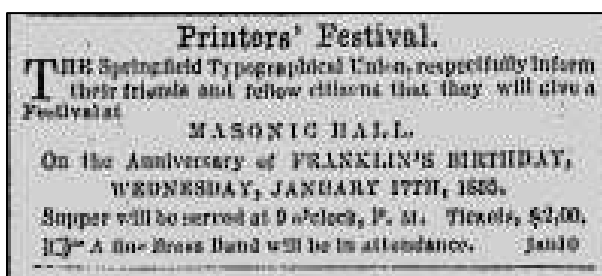 Printers' Festival.
THE Springfield Typographical Union, respectfully inform
their friends and fellow citizens that they will give a
Festival at
MASONIC HALL.
On the Anniversary of FRANKLIN'S BIRTHDAY,
WEDNESDAY, JANUARY 17TH, 1855.
Supper will be served at 9 o'clock, P. M. Tickets, $2,00.
A fine Brass Band will be in attendance. jan10